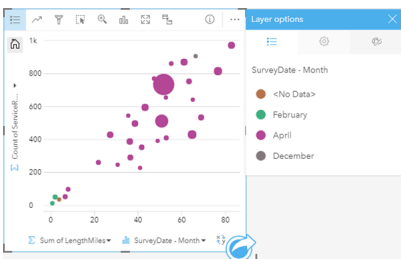 Layer options
SurveyDate - Month
<No Data>
February
April
December
1k
800
600
400
200
0
Count of ServiceR...
0 20 40 60 80
Sum of LengthMiles SurveyDate - Month